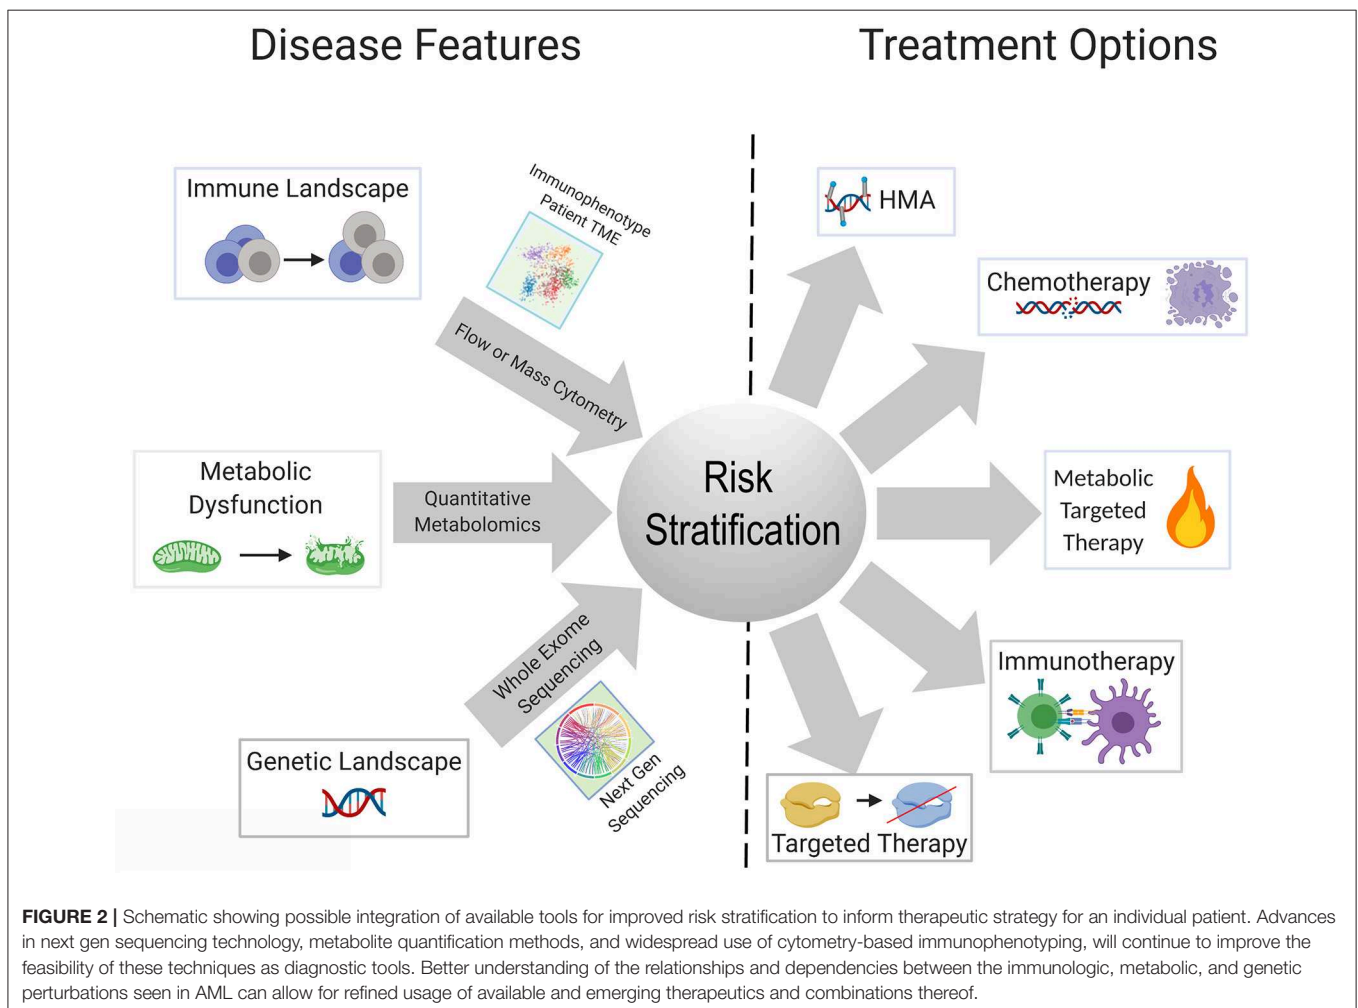 Disease Features
Treatment Options
Immune Landscape
Immunophenotype
Patient TME
Flow or Mass Cytometry
Metabolic
Dysfunction
Quantitative
Metabolomics
Genetic Landscape
Whole Exome
Sequencing
Next Gen
Sequencing
Risk
Stratification
HMA
Chemotherapy
Metabolic
Targeted
Therapy
Immunotherapy
Targeted Therapy
FIGURE 2 | Schematic showing possible integration of available tools for improved risk stratification to inform therapeutic strategy for an individual patient. Advances
in next gen sequencing technology, metabolite quantification methods, and widespread use of cytometry-based immunophenotyping, will continue to improve the
feasibility of these techniques as diagnostic tools. Better understanding of the relationships and dependencies between the immunologic, metabolic, and genetic
perturbations seen in AML can allow for refined usage of available and emerging therapeutics and combinations thereof.